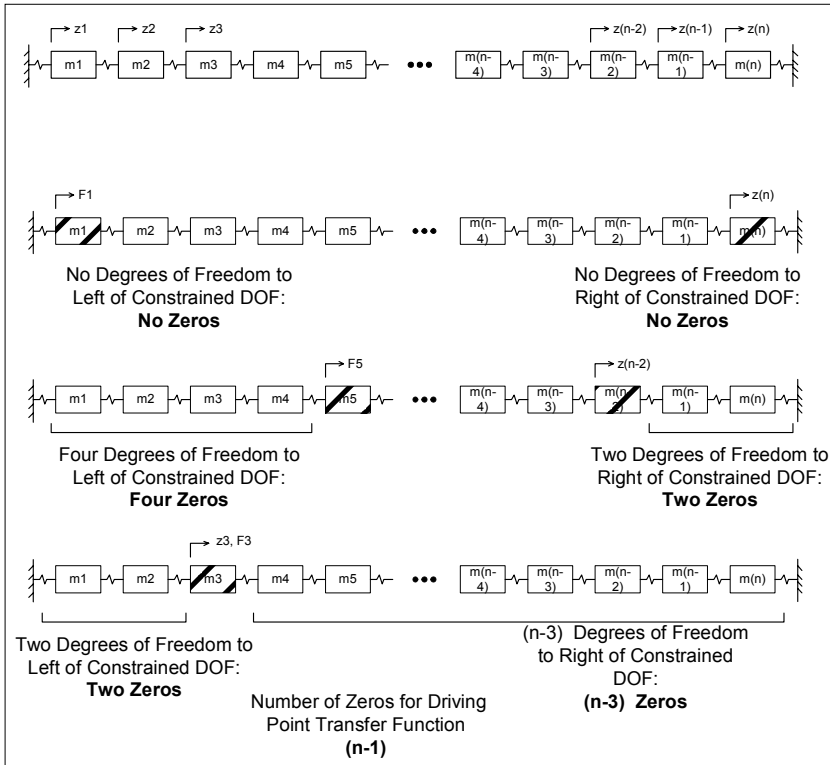 z1 z2 z3 z(n-2) z(n-1) z(n)
m1 m2 m3 m4 m5 ••• m(n-4) m(n-3) m(n-2) m(n-1) m(n)
F1 z(n)
m1 m2 m3 m4 m5 ••• m(n-4) m(n-3) m(n-2) m(n-1) m(n)
No Degrees of Freedom to
Left of Constrained DOF:
No Zeros
No Degrees of Freedom to
Right of Constrained DOF:
No Zeros
F5 z(n-2)
m1 m2 m3 m4 m5 ••• m(n-4) m(n-3) m(n-2) m(n-1) m(n)
Four Degrees of Freedom to
Left of Constrained DOF:
Four Zeros
Two Degrees of Freedom to
Right of Constrained DOF:
Two Zeros
z3, F3
m1 m2 m3 m4 m5 ••• m(n-4) m(n-3) m(n-2) m(n-1) m(n)
Two Degrees of Freedom to
Left of Constrained DOF:
Two Zeros
(n-3) Degrees of Freedom
to Right of Constrained
DOF:
(n-3) Zeros
Number of Zeros for Driving
Point Transfer Function
(n-1)